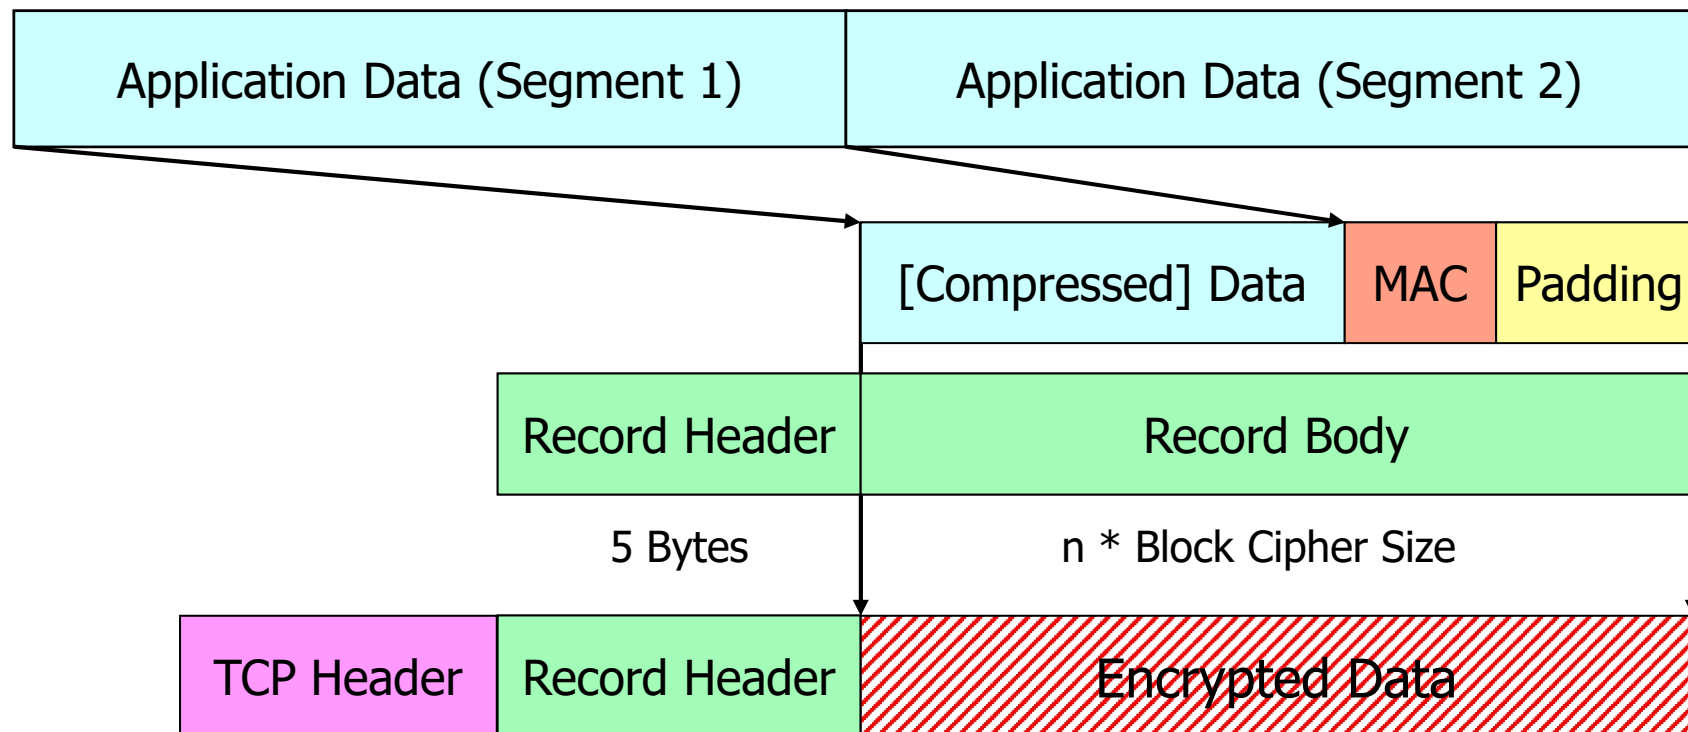 Application Data (Segment 1)
Application Data (Segment 2)
[Compressed] Data
MAC
Padding
Record Header
Record Body
5 Bytes
n * Block Cipher Size
TCP Header
Record Header
Encrypted Data